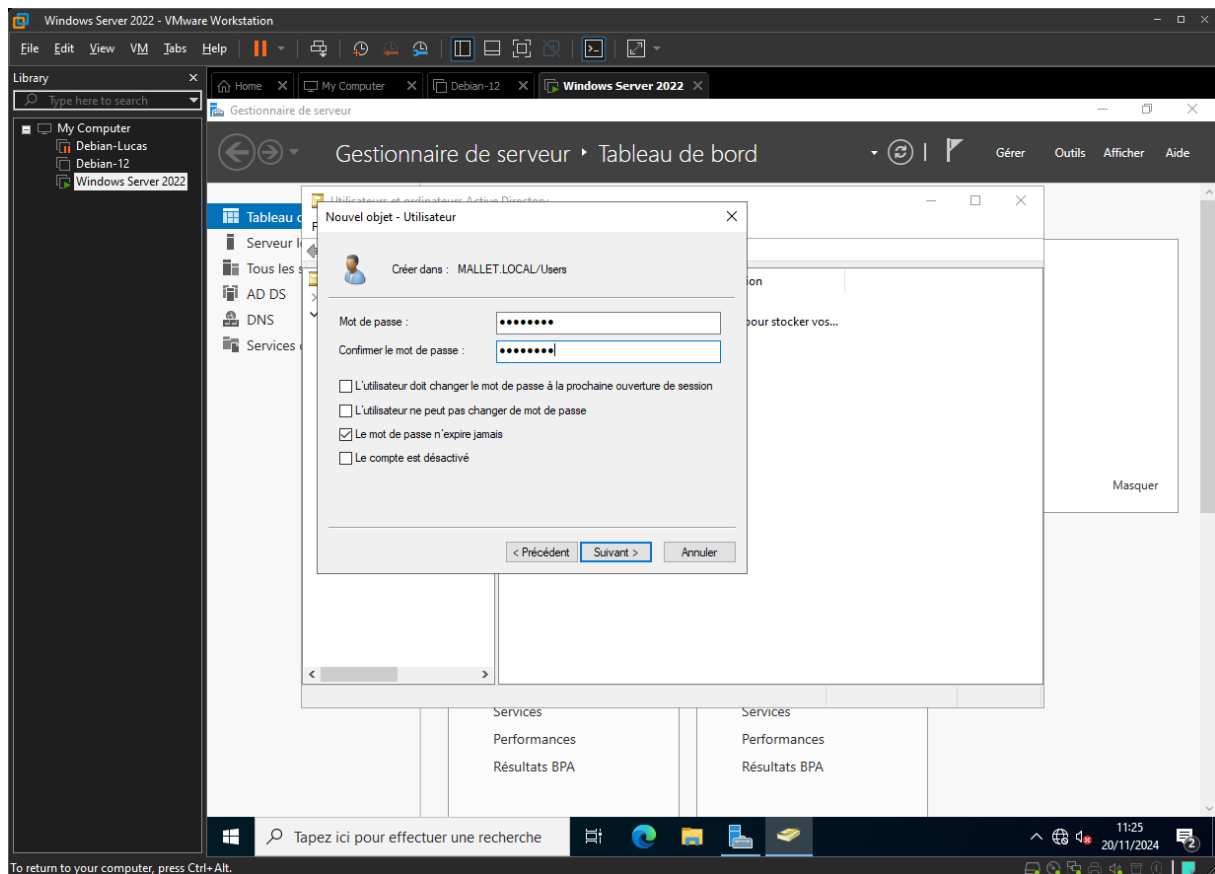 Windows Server 2022 - VMware Workstation
File Edit View VM Tabs Help
Library
Type here to search
My Computer
Debian-Lucas
Debian-12
Windows Server 2022
Home
My Computer
Debian-12
Windows Server 2022
Gestionnaire de serveur
Gestionnaire de serveur Tableau de bord
Gérer Outils Afficher Aide
Tableau
Serveur
Tous les
AD DS
DNS
Services
Utilisateurs et ordinateurs Active Directory
Nouvel objet - Utilisateur
Créer dans : MALLET.LOCAL/Users
Mot de passe : ••••••••
Confirmer le mot de passe : ••••••••
L'utilisateur doit changer le mot de passe à la prochaine ouverture de session
L'utilisateur ne peut pas changer de mot de passe
Le mot de passe n'expire jamais
Le compte est désactivé
< Précédent Suivant > Annuler
ion
pour stocker vos...
Masquer
Services
Performances
Résultats BPA
Services
Performances
Résultats BPA
Tapez ici pour effectuer une recherche
11:25
20/11/2024
2
To return to your computer, press Ctrl+Alt.